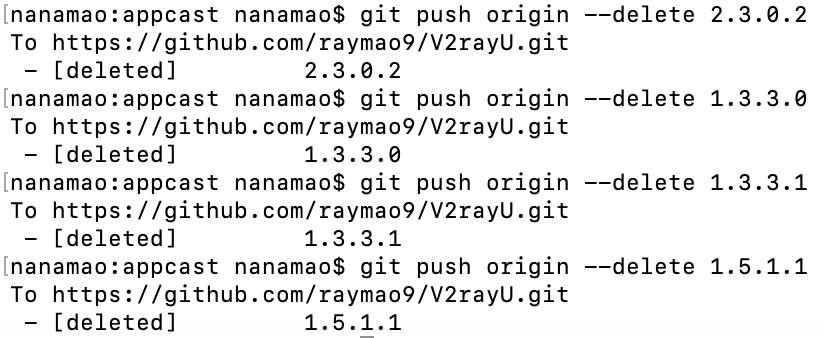 [nanamao:appcast nanamao$ git push origin --delete 2.3.0.2
To https://github.com/raymao9/V2rayU.git
 - [deleted]         2.3.0.2
[nanamao:appcast nanamao$ git push origin --delete 1.3.3.0
To https://github.com/raymao9/V2rayU.git
 - [deleted]         1.3.3.0
[nanamao:appcast nanamao$ git push origin --delete 1.3.3.1
To https://github.com/raymao9/V2rayU.git
 - [deleted]         1.3.3.1
[nanamao:appcast nanamao$ git push origin --delete 1.5.1.1
To https://github.com/raymao9/V2rayU.git
 - [deleted]         1.5.1.1